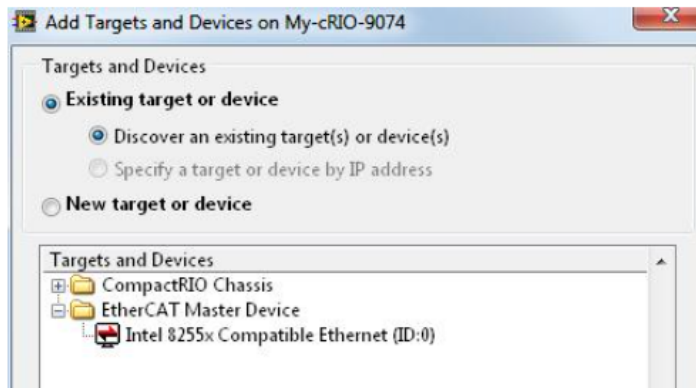 Add Targets and Devices on My-cRIO-9074
Targets and Devices
Existing target or device
Discover an existing target(s) or device(s)
Specify a target or device by IP address
New target or device
Targets and Devices
CompactRIO Chassis
EtherCAT Master Device
Intel 8255x Compatible Ethernet (ID:0)